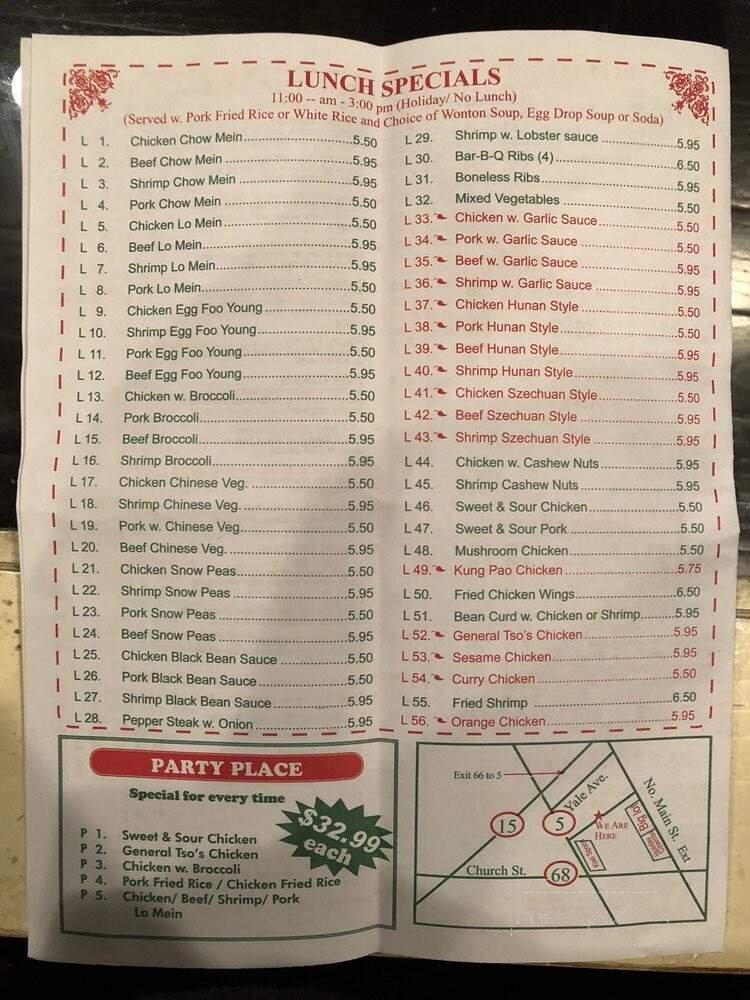 LUNCH SPECIALS
11:00 -- am - 3:00 pm (Holiday/ No Lunch)
(Served w. Pork Fried Rice or White Rice and Choice of Wonton Soup, Egg Drop Soup or Soda)
L 1. Chicken Chow Mein 5.50
L 2. Beef Chow Mein 5.95
L 3. Shrimp Chow Mein 5.95
L 4. Pork Chow Mein 5.50
L 5. Chicken Lo Mein 5.50
L 6. Beef Lo Mein 5.95
L 7. Shrimp Lo Mein 5.95
L 8. Pork Lo Mein 5.50
L 9. Chicken Egg Foo Young 5.50
L 10. Shrimp Egg Foo Young 5.95
L 11. Pork Egg Foo Young 5.50
L 12. Beef Egg Foo Young 5.95
L 13. Chicken w. Broccoli 5.50
L 14. Pork Broccoli 5.50
L 15. Beef Broccoli 5.95
L 16. Shrimp Broccoli 5.95
L 17. Chicken Chinese Veg. 5.50
L 18. Shrimp Chinese Veg. 5.95
L 19. Pork w. Chinese Veg. 5.50
L 20. Beef Chinese Veg. 5.95
L 21. Chicken Snow Peas 5.50
L 22. Shrimp Snow Peas 5.95
L 23. Pork Snow Peas 5.50
L 24. Beef Snow Peas 5.95
L 25. Chicken Black Bean Sauce 5.50
L 26. Pork Black Bean Sauce 5.50
L 27. Shrimp Black Bean Sauce 5.95
L 28. Pepper Steak w. Onion 5.95
L 29. Shrimp w. Lobster sauce 5.95
L 30. Bar-B-Q Ribs (4) 6.50
L 31. Boneless Ribs 5.95
L 32. Mixed Vegetables 5.50
L 33. Chicken w. Garlic Sauce 5.50
L 34. Pork w. Garlic Sauce 5.50
L 35. Beef w. Garlic Sauce 5.95
L 36. Shrimp w. Garlic Sauce 5.95
L 37. Chicken Hunan Style 5.50
L 38. Pork Hunan Style 5.50
L 39. Beef Hunan Style 5.95
L 40. Shrimp Hunan Style 5.95
L 41. Chicken Szechuan Style 5.50
L 42. Beef Szechuan Style 5.95
L 43. Shrimp Szechuan Style 5.95
L 44. Chicken w. Cashew Nuts 5.95
L 45. Shrimp Cashew Nuts 5.95
L 46. Sweet & Sour Chicken 5.50
L 47. Sweet & Sour Pork 5.50
L 48. Mushroom Chicken 5.50
L 49. Kung Pao Chicken 5.75
L 50. Fried Chicken Wings 6.50
L 51. Bean Curd w. Chicken or Shrimp 5.95
L 52. General Tso's Chicken 5.95
L 53. Sesame Chicken 5.95
L 54. Curry Chicken 5.50
L 55. Fried Shrimp 6.50
L 56. Orange Chicken 5.95
PARTY PLACE
Special for every time
$32.99
each
P 1. Sweet & Sour Chicken
P 2. General Tso's Chicken
P 3. Chicken w. Broccoli
P 4. Pork Fried Rice / Chicken Fried Rice
P 5. Chicken/ Beef/ Shrimp/ Pork
Lo Mein
Exit 66 to 5
Yale Ave.
No. Main St. Ext
15
5
WE ARE
HERE
Big lot
Church St.
68